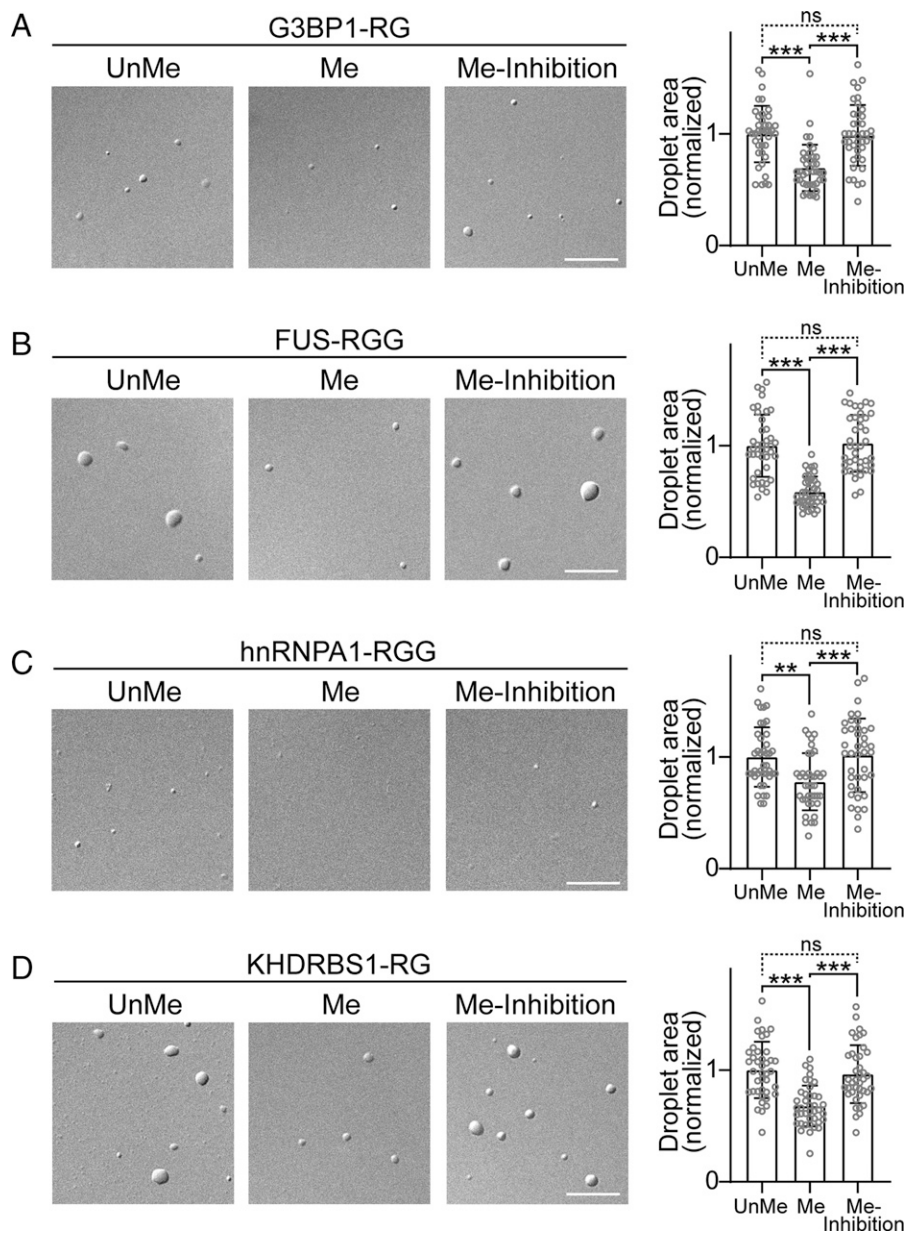 A
G3BP1-RG
UnMe
Me
Me-Inhibition
Droplet area
(normalized)
1
0
ns
***
***
UnMe
Me
Me-
Inhibition
B
FUS-RGG
UnMe
Me
Me-Inhibition
Droplet area
(normalized)
1
0
ns
***
***
UnMe
Me
Me-
Inhibition
C
hnRNPA1-RGG
UnMe
Me
Me-Inhibition
Droplet area
(normalized)
1
0
ns
**
***
UnMe
Me
Me-
Inhibition
D
KHDRBS1-RG
UnMe
Me
Me-Inhibition
Droplet area
(normalized)
1
0
ns
***
***
UnMe
Me
Me-
Inhibition